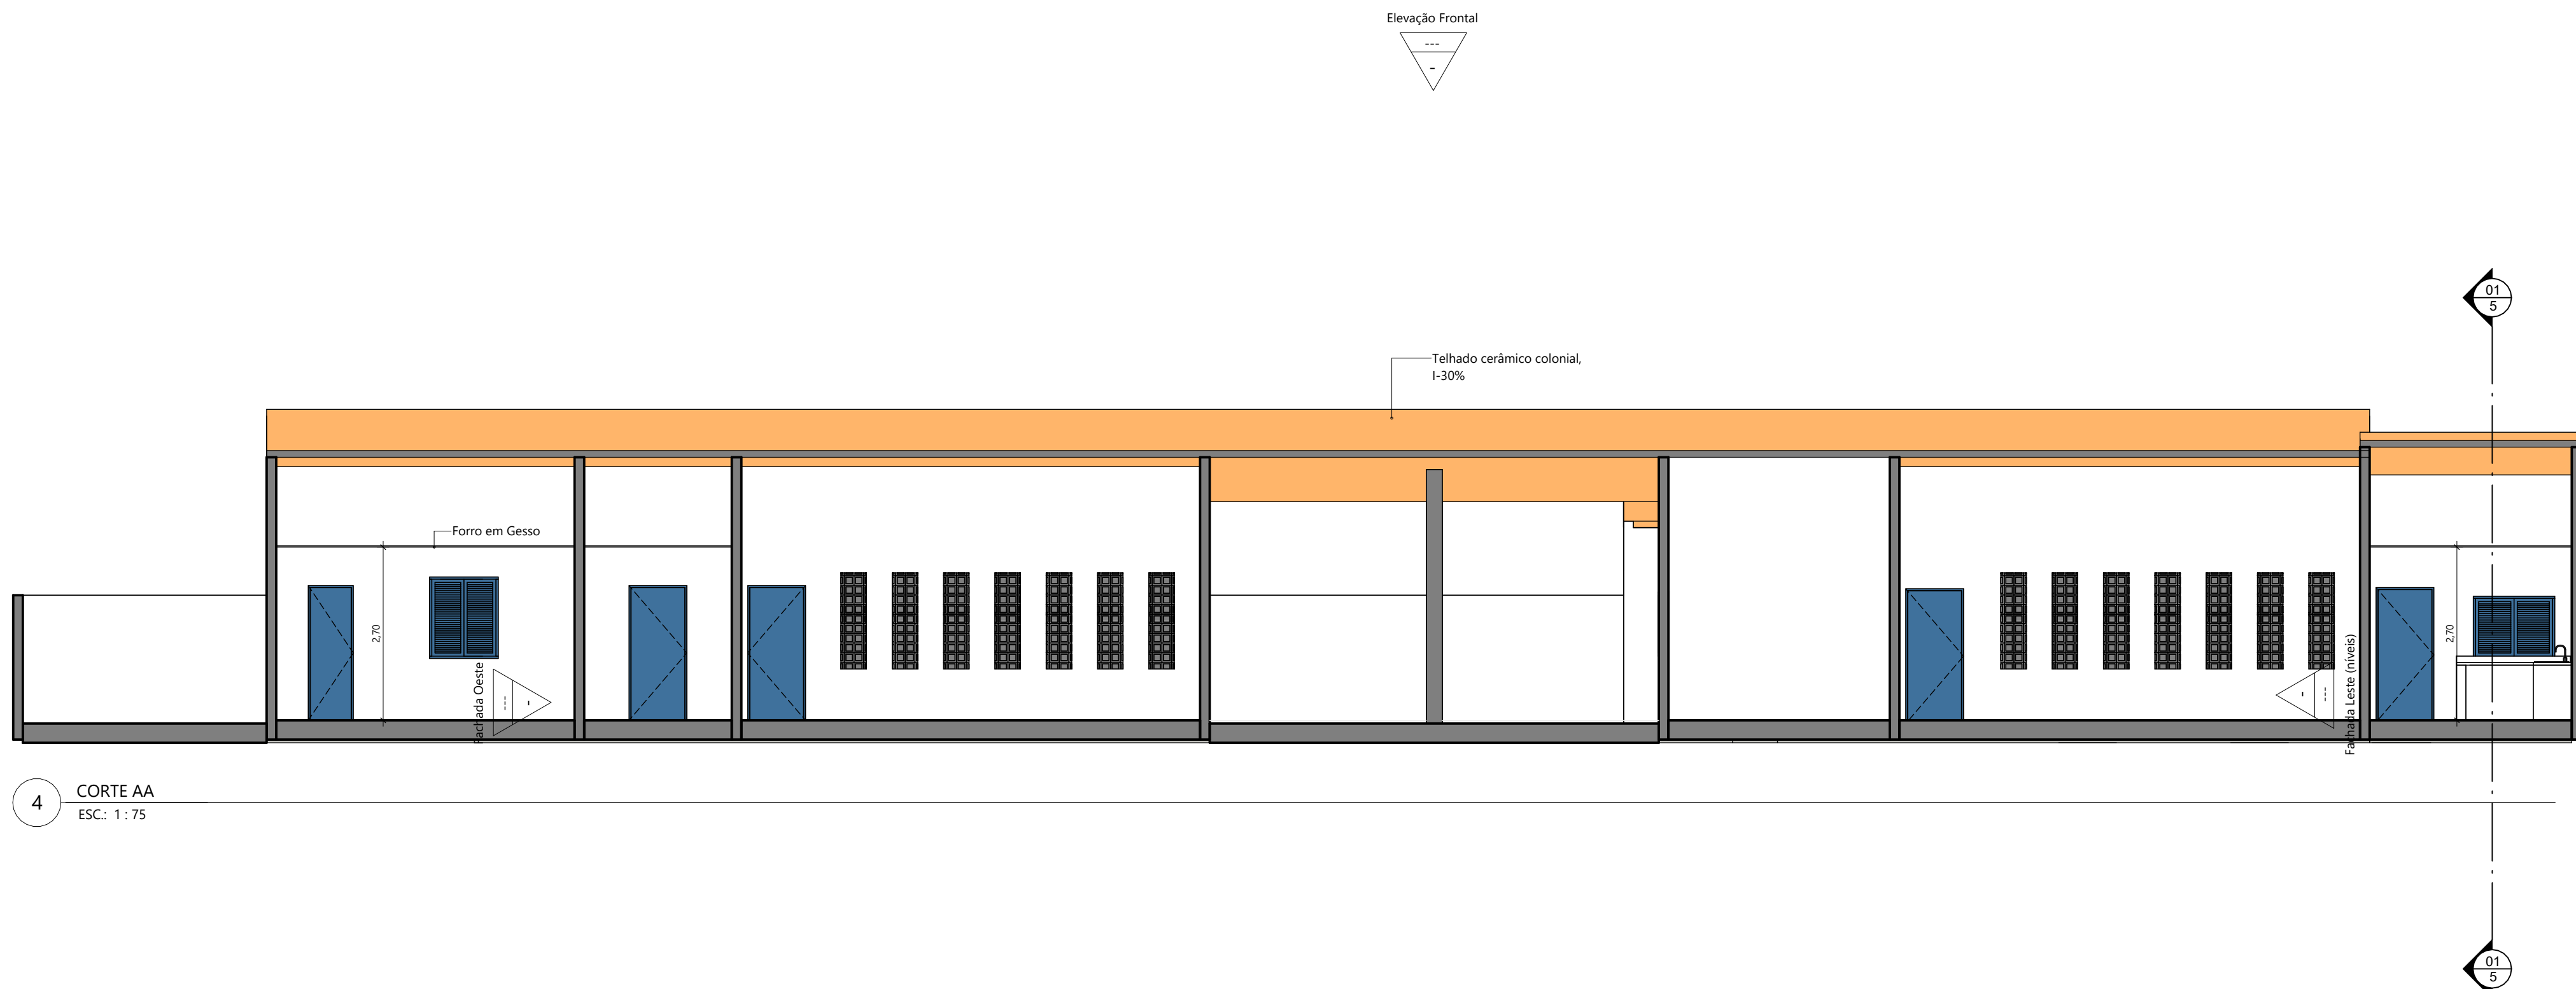 Elevação Frontal
---
-
01
5
Telhado cerâmico colonial,
I-30%
Forro em Gesso
2,70
Fachada Oeste
---
-
-
---
Fachada Leste (níveis)
2,70
4
CORTE AA
ESC.: 1 : 75
01
5